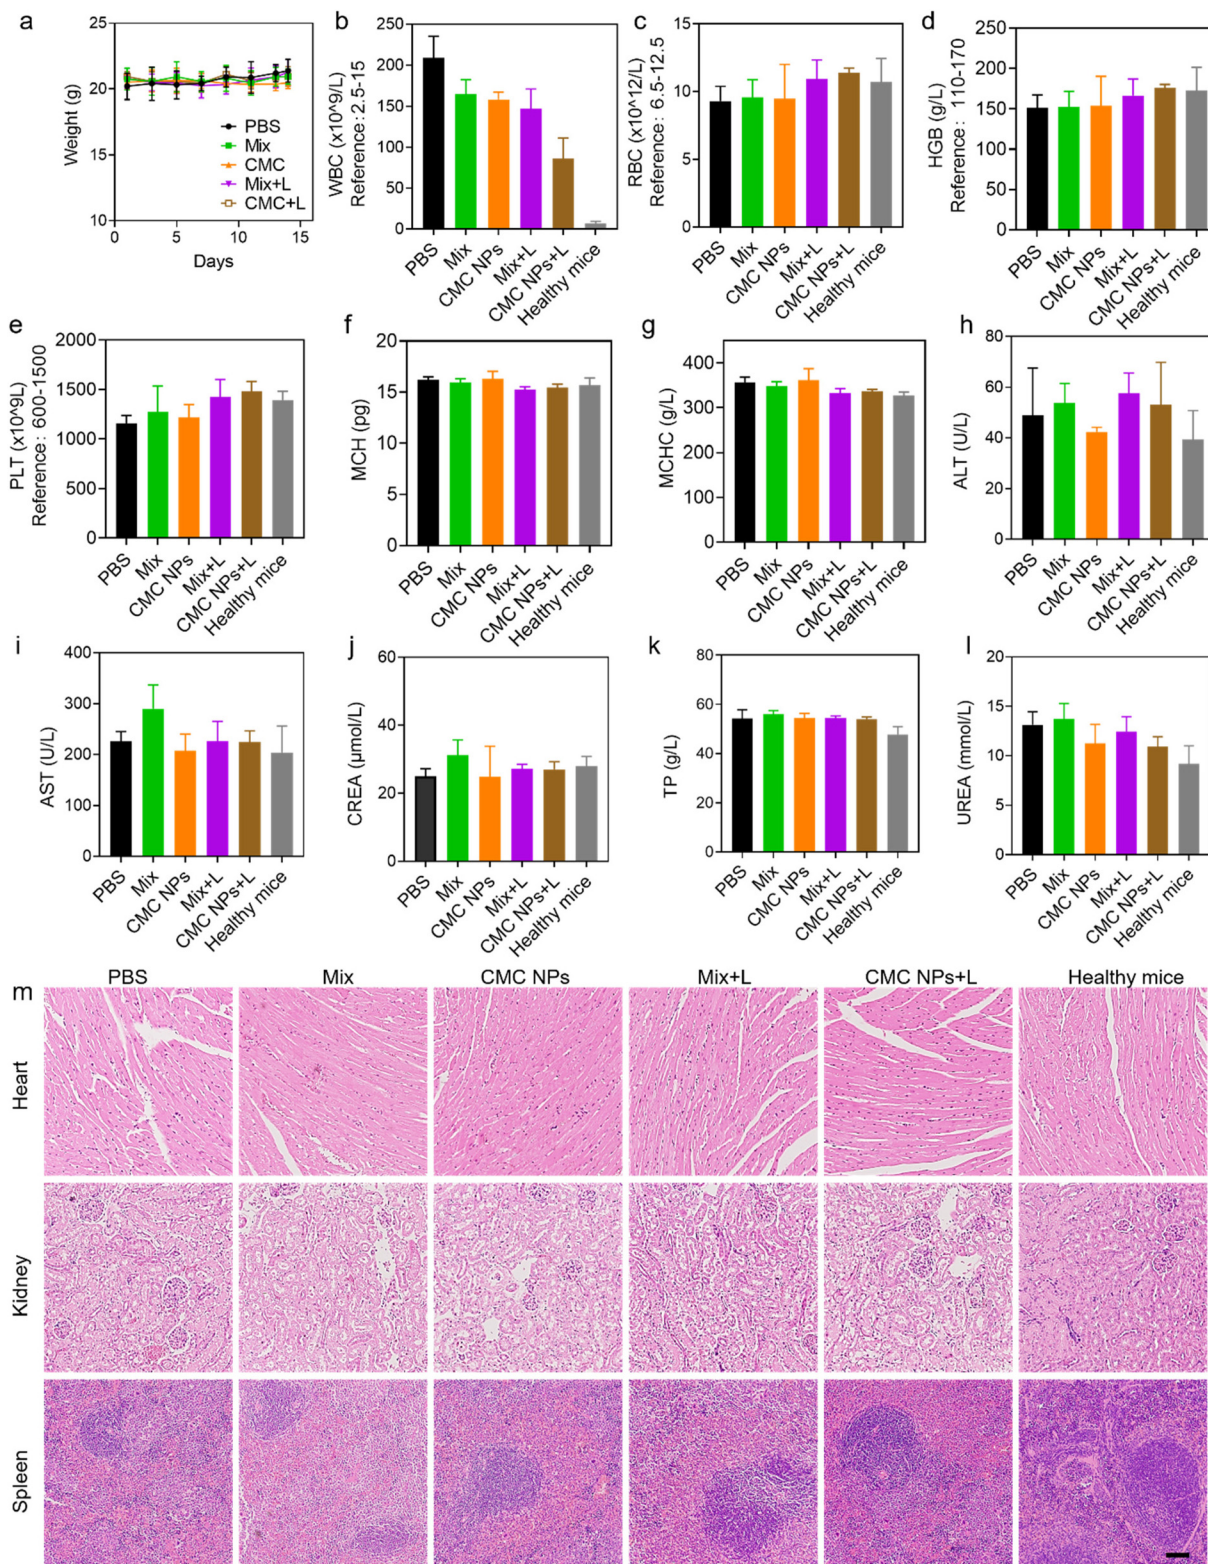 a
Weight (g)
25
20
15
10
0
5
10
15
Days
PBS
Mix
CMC
Mix+L
CMC+L
b
WBC (x10^9/L)
Reference:2.5-15
250
200
150
100
50
0
PBS
Mix
CMC NPs
Mix+L
CMC NPs+L
Healthy mice
c
RBC (x10^12/L)
Reference: 6.5-12.5
15
10
5
0
PBS
Mix
CMC NPs
Mix+L
CMC NPs+L
Healthy mice
d
HGB (g/L)
Reference: 110-170
250
200
150
100
50
0
PBS
Mix
CMC NPs
Mix+L
CMC NPs+L
Healthy mice
e
PLT (x10^9L)
Reference: 600-1500
2000
1500
1000
500
0
PBS
Mix
CMC NPs
Mix+L
CMC NPs+L
Healthy mice
f
MCH (pg)
20
15
10
5
0
PBS
Mix
CMC NPs
Mix+L
CMC NPs+L
Healthy mice
g
MCHC (g/L)
400
300
200
100
0
PBS
Mix
CMC NPs
Mix+L
CMC NPs+L
Healthy mice
h
ALT (U/L)
80
60
40
20
0
PBS
Mix
CMC NPs
Mix+L
CMC NPs+L
Healthy mice
i
AST (U/L)
400
300
200
100
0
PBS
Mix
CMC NPs
Mix+L
CMC NPs+L
Healthy mice
j
CREA (μmol/L)
60
40
20
0
PBS
Mix
CMC NPs
Mix+L
CMC NPs+L
Healthy mice
k
TP (g/L)
80
60
40
20
0
PBS
Mix
CMC NPs
Mix+L
CMC NPs+L
Healthy mice
l
UREA (mmol/L)
20
15
10
5
0
PBS
Mix
CMC NPs
Mix+L
CMC NPs+L
Healthy mice
m
PBS
Mix
CMC NPs
Mix+L
CMC NPs+L
Healthy mice
Heart
Kidney
Spleen